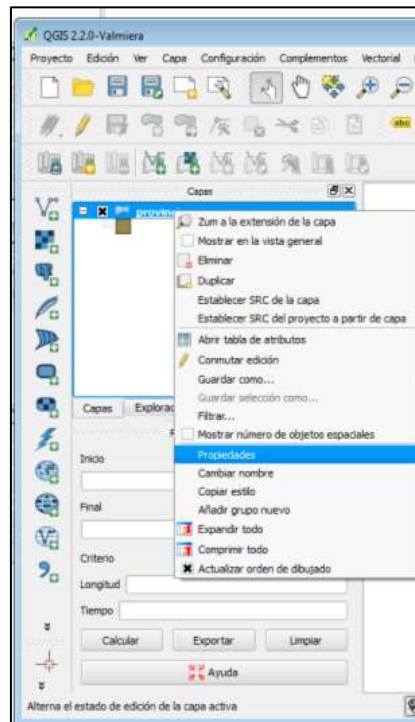 QGIS 2.2.0-Valmiera
Proyecto Edición Ver Capa Configuración Complementos Vectorial
abc
Capas
provinc
Zum a la extensión de la capa
Mostrar en la vista general
Eliminar
Duplicar
Establecer SRC de la capa
Establecer SRC del proyecto a partir de capa
Abrir tabla de atributos
Conmutar edición
Guardar como...
Guardar selección como...
Filtrar...
Mostrar número de objetos espaciales
Propiedades
Cambiar nombre
Copiar estilo
Añadir grupo nuevo
Expandir todo
Comprimir todo
Actualizar orden de dibujado
Capas Explorac
Inicio
Final
Criterio
Longitud
Tiempo
Calcular Exportar Limpiar
Ayuda
Alterna el estado de edición de la capa activa